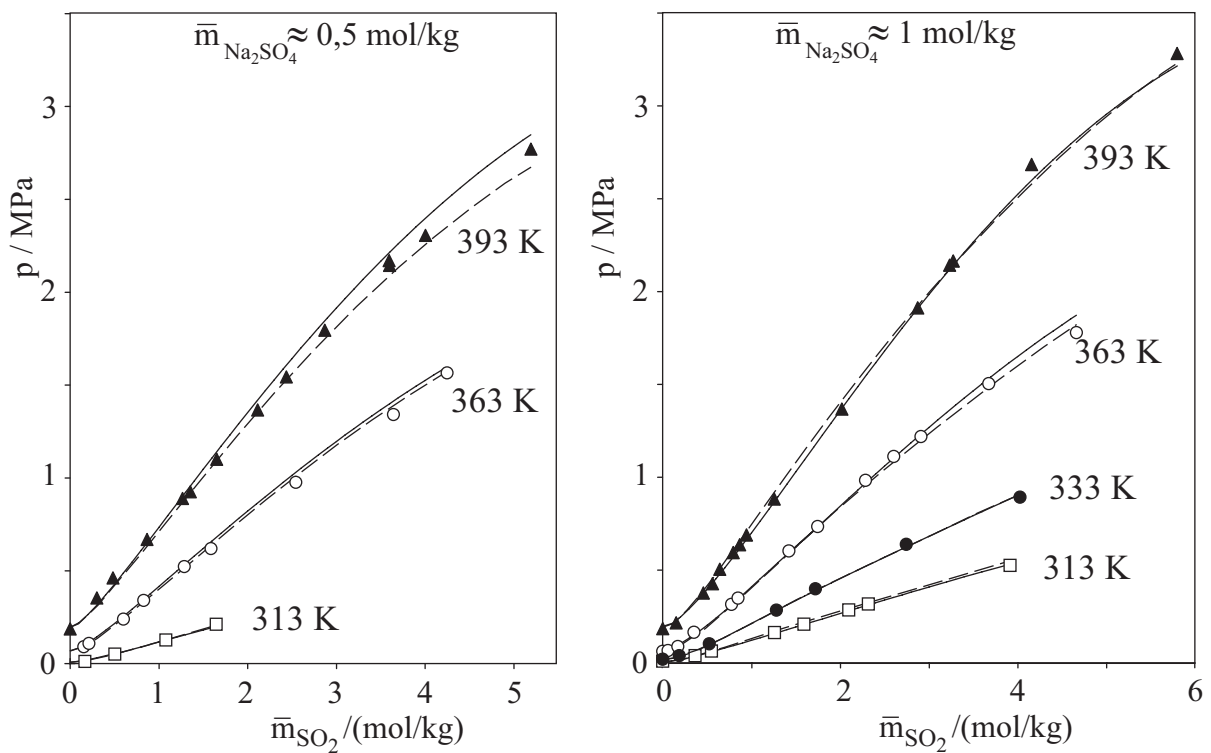 m̅Na₂SO₄ ≈ 0,5 mol/kg
3
2
1
0
p / MPa
393 K
363 K
313 K
0 1 2 3 4 5
m̅SO₂/(mol/kg)
m̅Na₂SO₄ ≈ 1 mol/kg
3
2
1
0
p / MPa
393 K
363 K
333 K
313 K
0 2 4 6
m̅SO₂/(mol/kg)